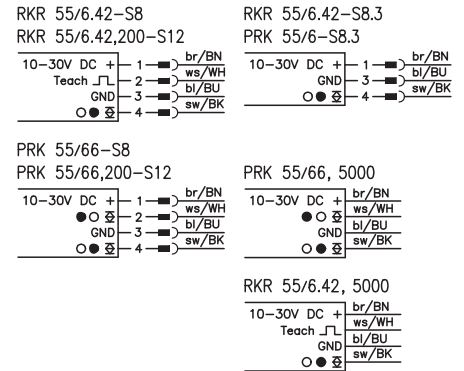 RKR 55/6.42-S8
RKR 55/6.42,200-S12
10-30V DC + 1 br/BN
Teach 2 ws/WH
GND 3 bl/BU
4 sw/BK
RKR 55/6.42-S8.3
PRK 55/6-S8.3
10-30V DC + 1 br/BN
GND 3 bl/BU
4 sw/BK
PRK 55/66-S8
PRK 55/66,200-S12
10-30V DC + 1 br/BN
2 ws/WH
GND 3 bl/BU
4 sw/BK
PRK 55/66, 5000
10-30V DC + br/BN
ws/WH
GND bl/BU
sw/BK
RKR 55/6.42, 5000
10-30V DC + br/BN
Teach ws/WH
GND bl/BU
sw/BK